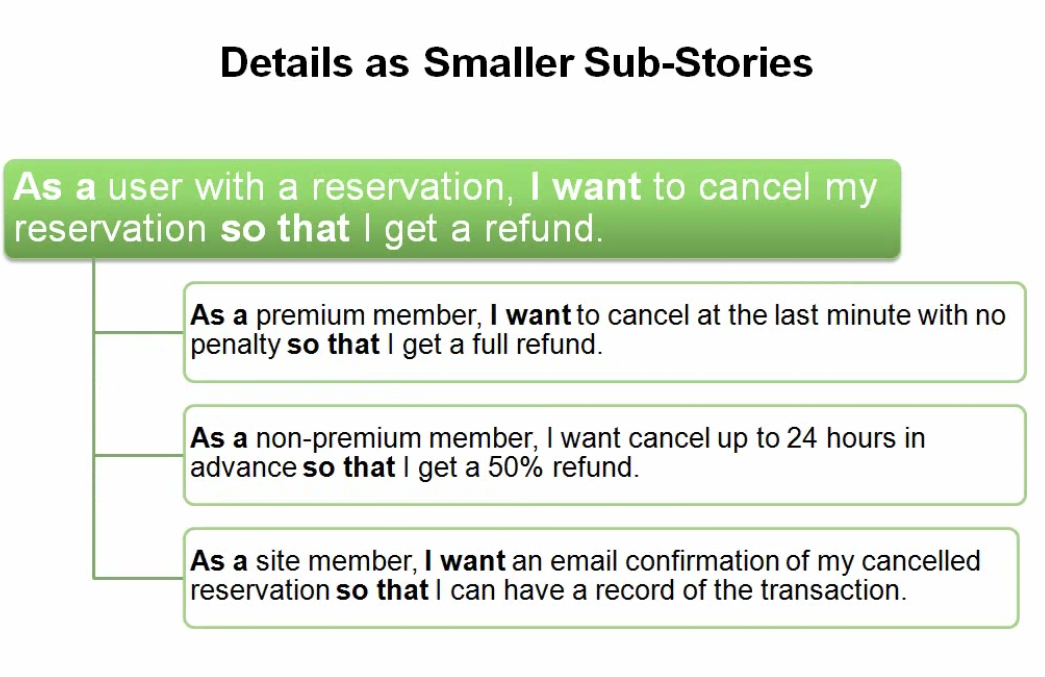 Details as Smaller Sub-Stories
As a user with a reservation, I want to cancel my
reservation so that I get a refund.
As a premium member, I want to cancel at the last minute with no
penalty so that I get a full refund.
As a non-premium member, I want cancel up to 24 hours in
advance so that I get a 50% refund.
As a site member, I want an email confirmation of my cancelled
reservation so that I can have a record of the transaction.